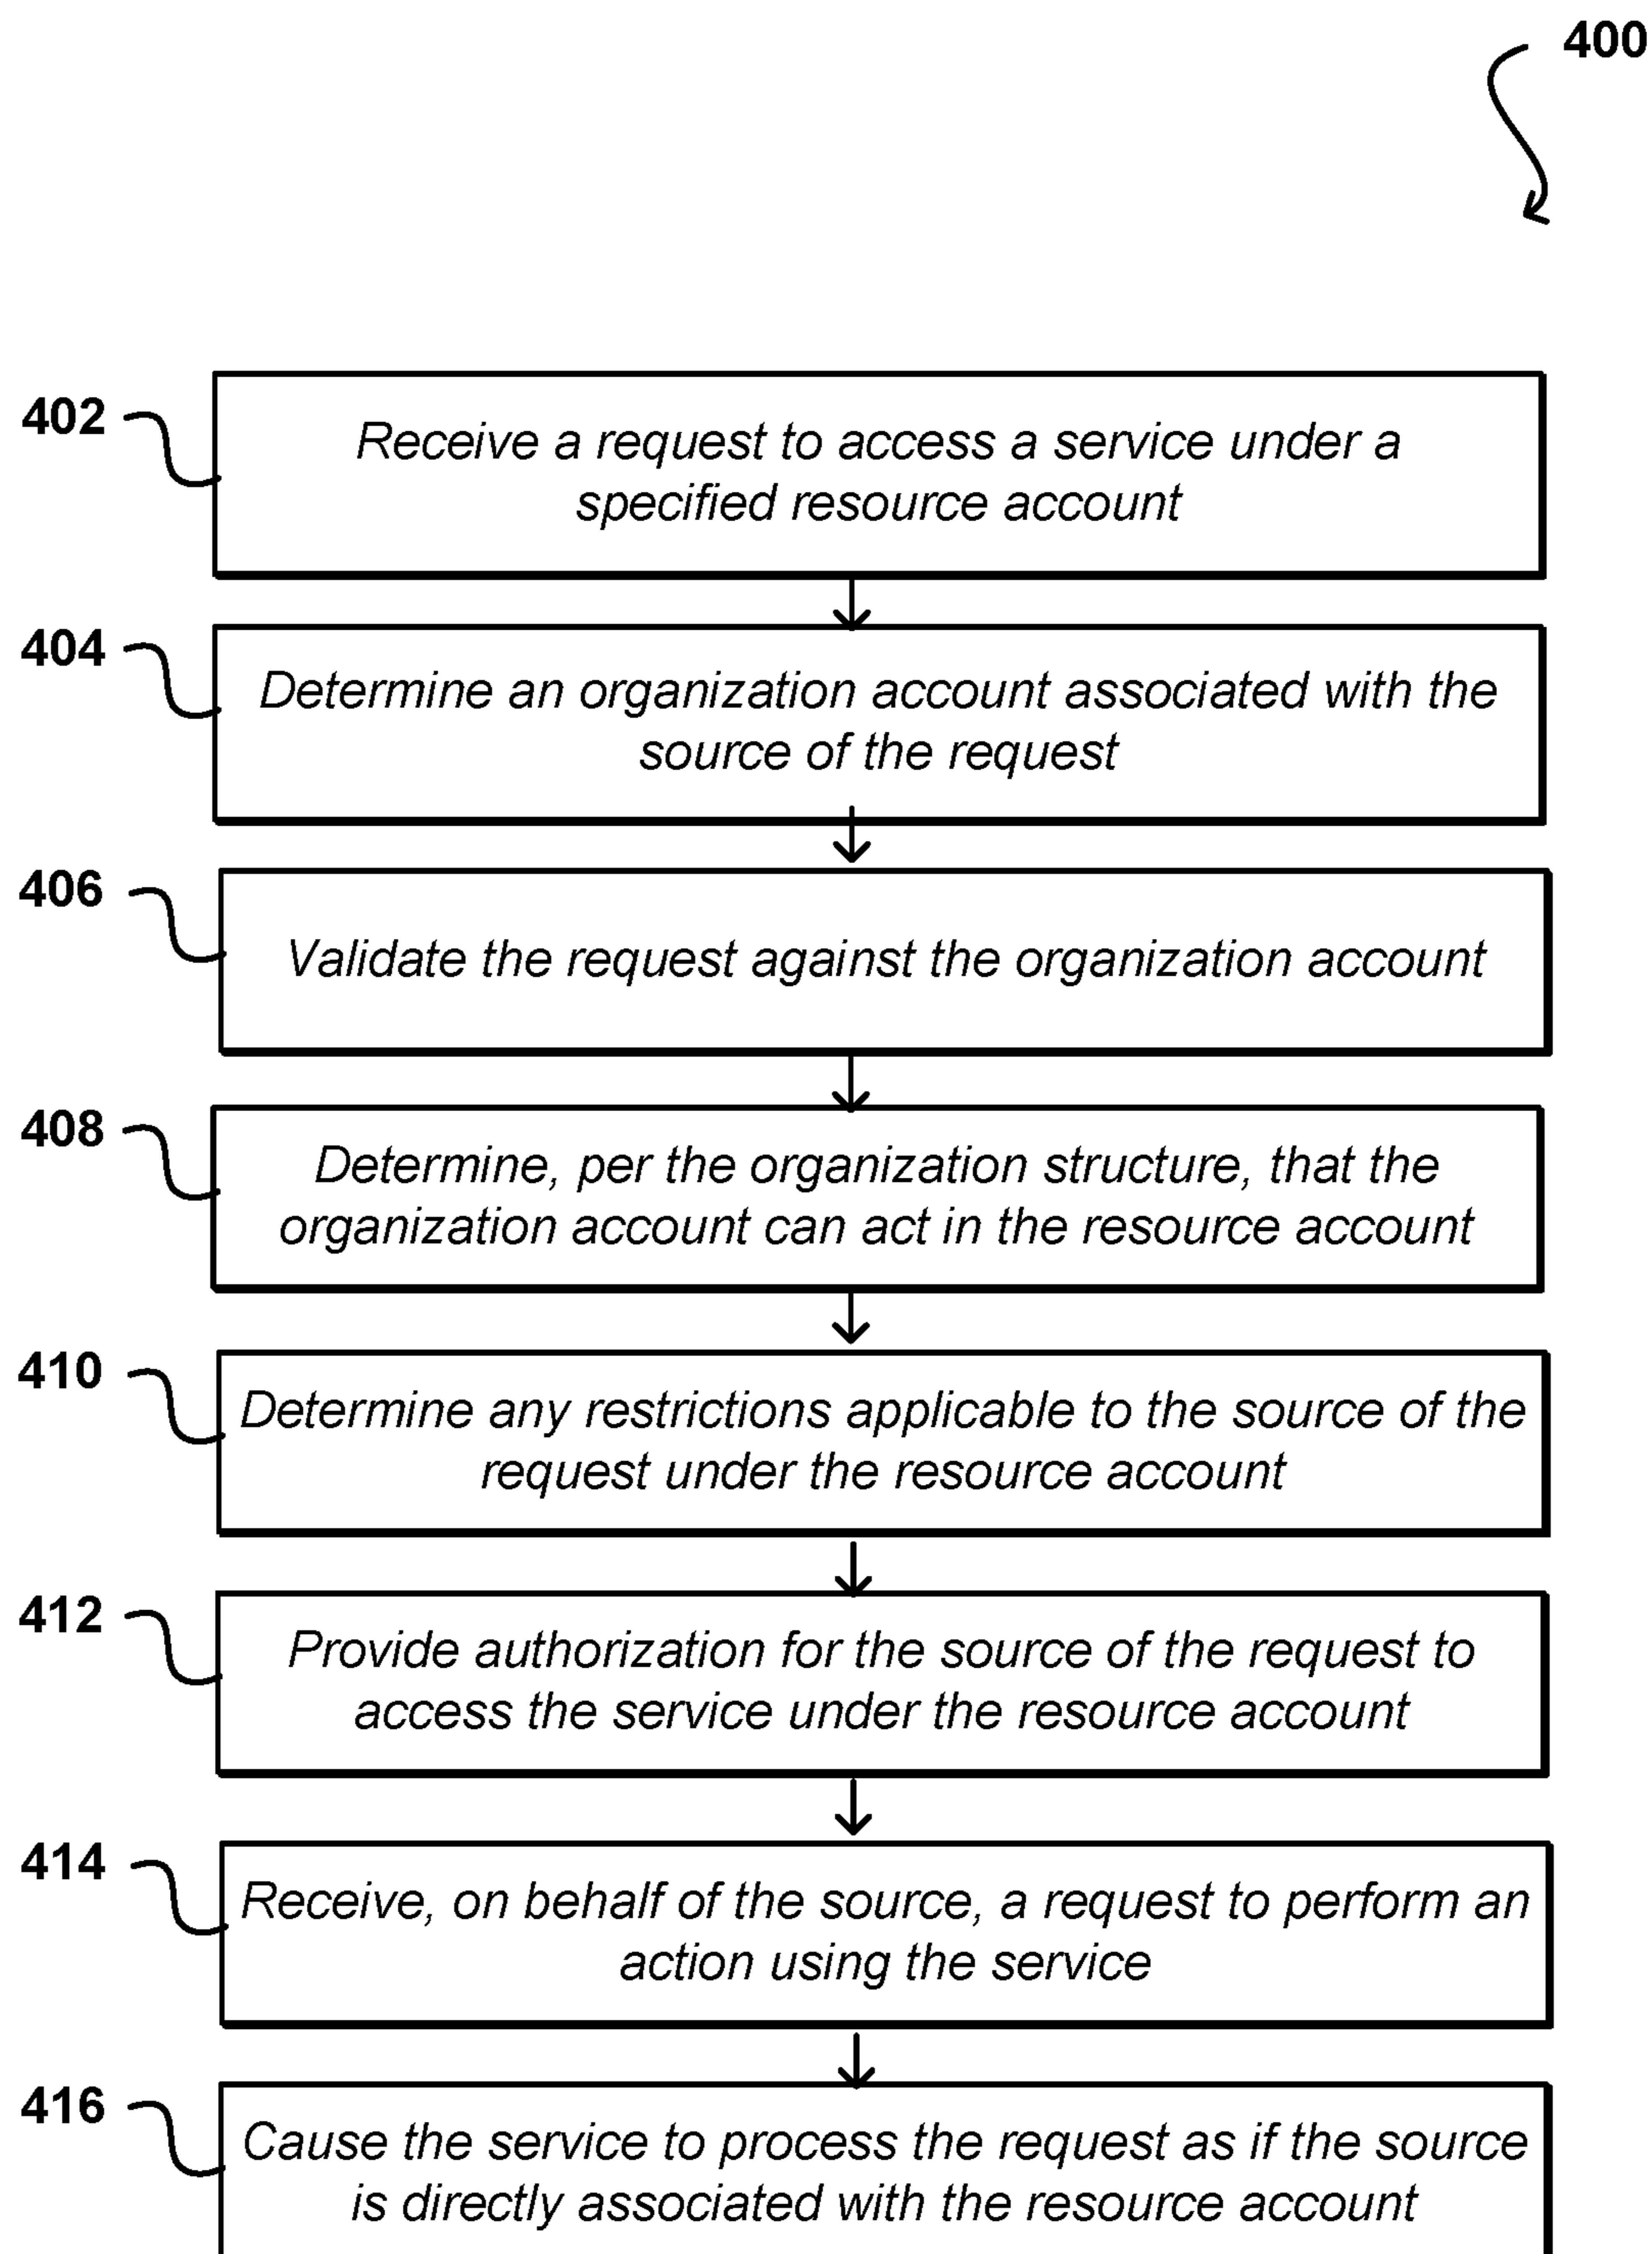 400
402
Receive a request to access a service under a
specified resource account
404
Determine an organization account associated with the
source of the request
406
Validate the request against the organization account
408
Determine, per the organization structure, that the
organization account can act in the resource account
410
Determine any restrictions applicable to the source of the
request under the resource account
412
Provide authorization for the source of the request to
access the service under the resource account
414
Receive, on behalf of the source, a request to perform an
action using the service
416
Cause the service to process the request as if the source
is directly associated with the resource account